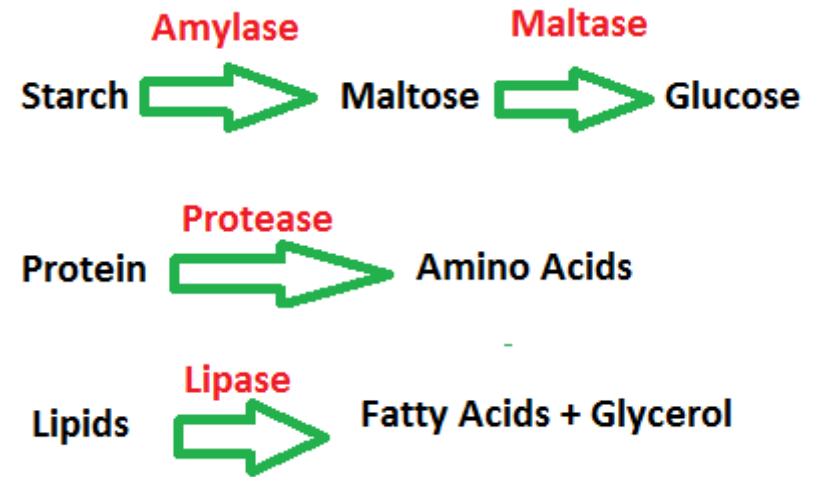 Amylase Maltase
Starch Maltose Glucose
Protease
Protein Amino Acids
Lipase
Lipids Fatty Acids + Glycerol